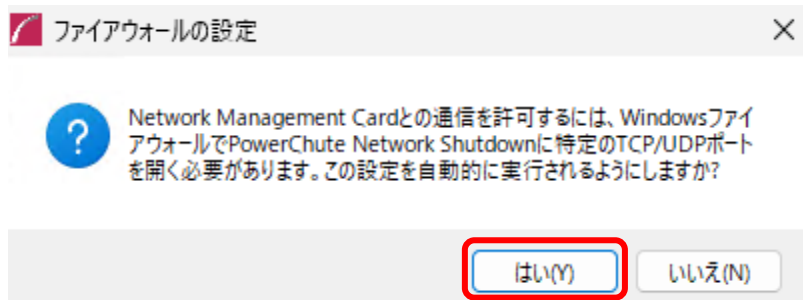 ファイアウォールの設定
Network Management Cardとの通信を許可するには、Windowsファイ
アウォールでPowerChute Network Shutdownに特定のTCP/UDPポート
を開く必要があります。この設定を自動的に実行されるようにしますか?
はい(Y) いいえ(N)